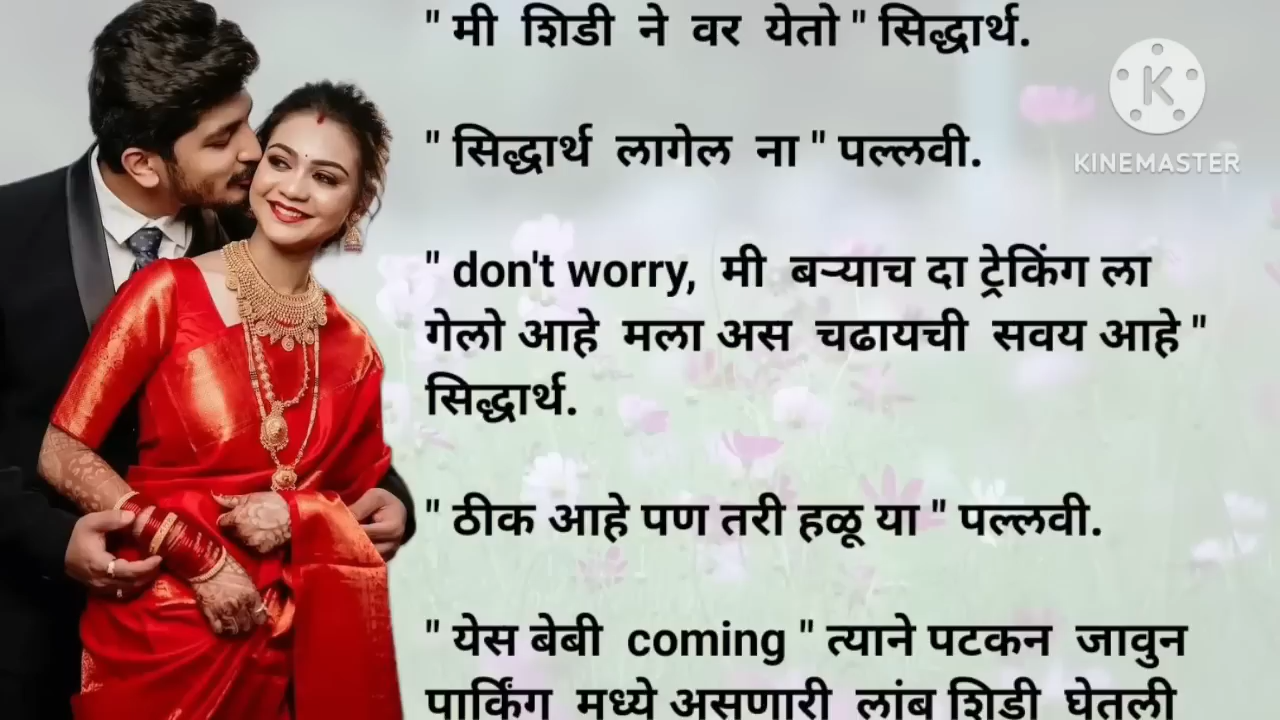 " मी शिडी ने वर येतो " सिद्धार्थ.
KINEMASTER
" सिद्धार्थ लागेल ना " पल्लवी.
" don't worry, मी बऱ्याच दा ट्रेकिंग ला
गेलो आहे मला अस चढायची सवय आहे "
सिद्धार्थ.
" ठीक आहे पण तरी हळू या " पल्लवी.
" येस बेबी coming " त्याने पटकन जावुन
पार्किंग मध्ये असणारी लांब शिडी घेतली